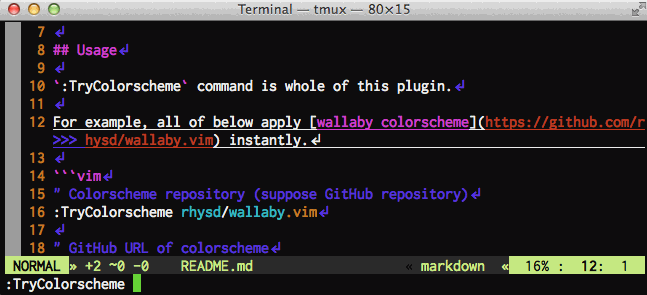 Terminal — tmux — 80×15
7 ↲
8 ## Usage↲
9 ↲
10 `:TryColorscheme` command is whole of this plugin.↲
11 ↲
12 For example, all of below apply [wallaby colorscheme](https://github.com/r
>>> hysd/wallaby.vim) instantly.↲
13 ↲
14 ```vim↲
15 " Colorscheme repository (suppose GitHub repository)↲
16 :TryColorscheme rhysd/wallaby.vim↲
17 ↲
18 " GitHub URL of colorscheme↲
NORMAL » +2 ~0 -0 README.md « markdown « 16% : 12: 1
:TryColorscheme